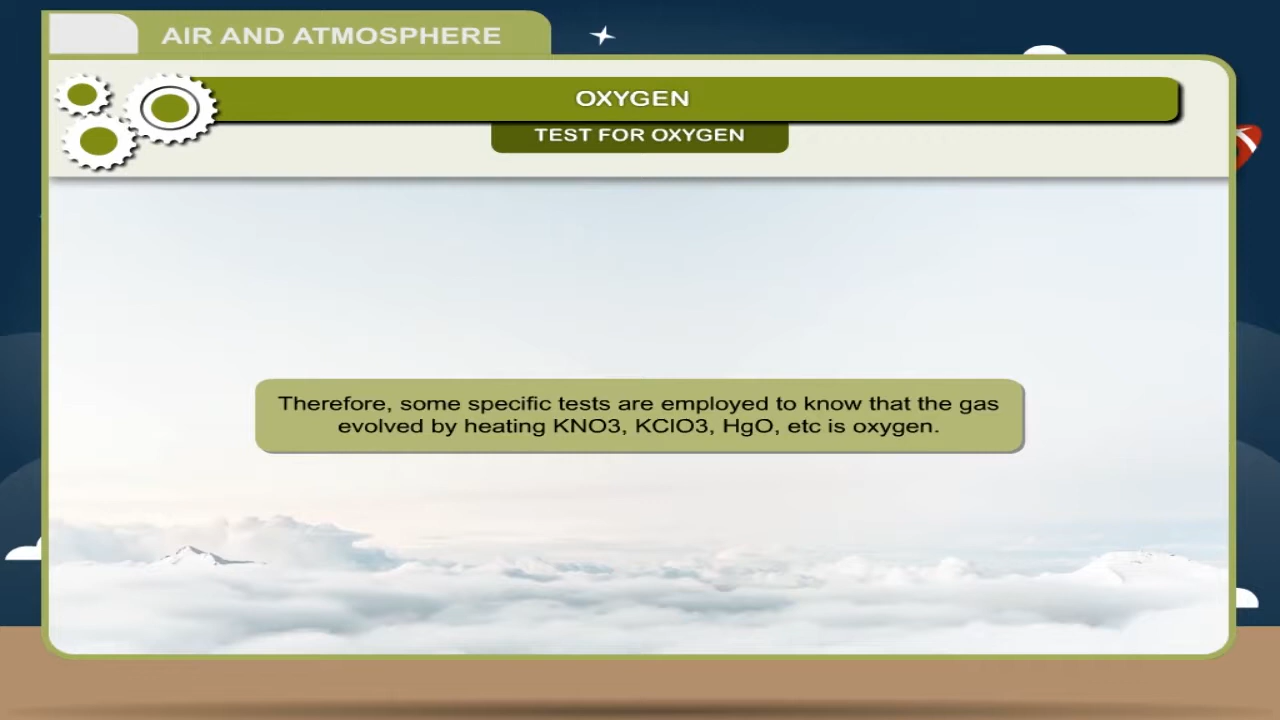 AIR AND ATMOSPHERE
OXYGEN
TEST FOR OXYGEN
Therefore, some specific tests are employed to know that the gas
evolved by heating KNO3, KClO3, HgO, etc is oxygen.